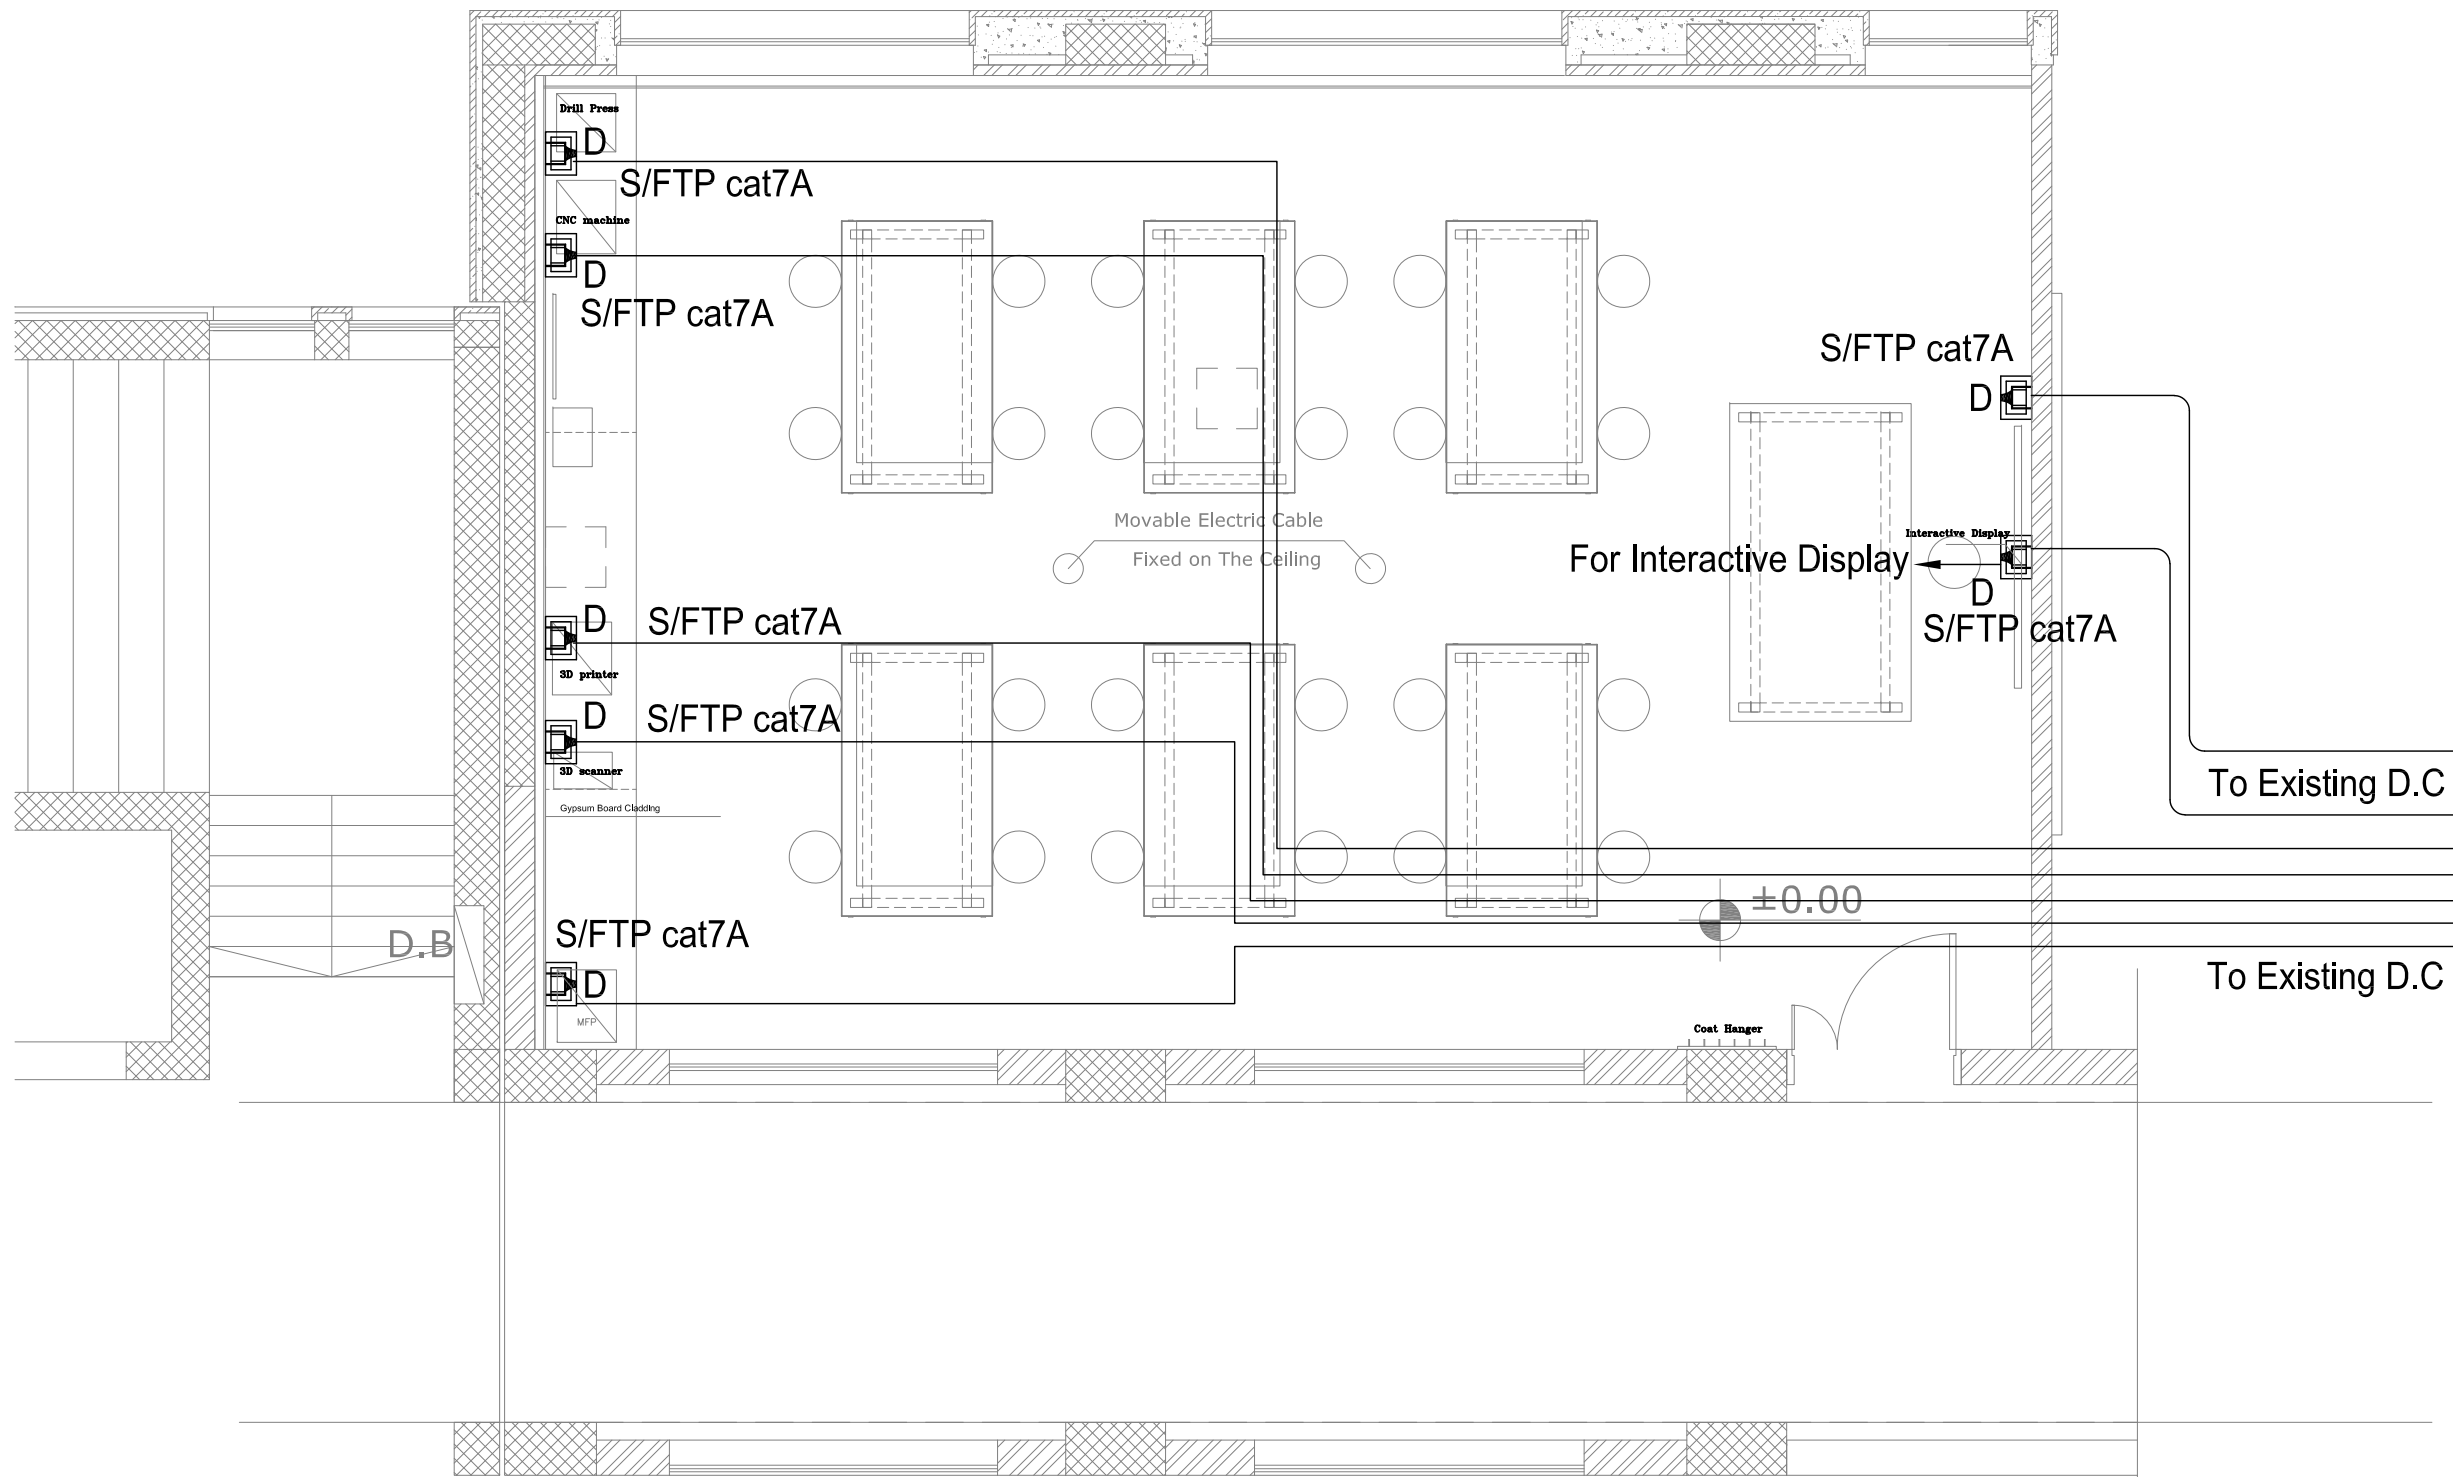 Drill Press
D
S/FTP cat7A
CNC machine
D
S/FTP cat7A
S/FTP cat7A
D
Movable Electric Cable
Fixed on The Ceiling
Interactive Display
For Interactive Display
D
S/FTP cat7A
D
S/FTP cat7A
3D printer
D
S/FTP cat7A
3D scanner
Gypsum Board Cladding
To Existing D.C
±0.00
D.B
S/FTP cat7A
D
MFP
To Existing D.C
Coat Hanger